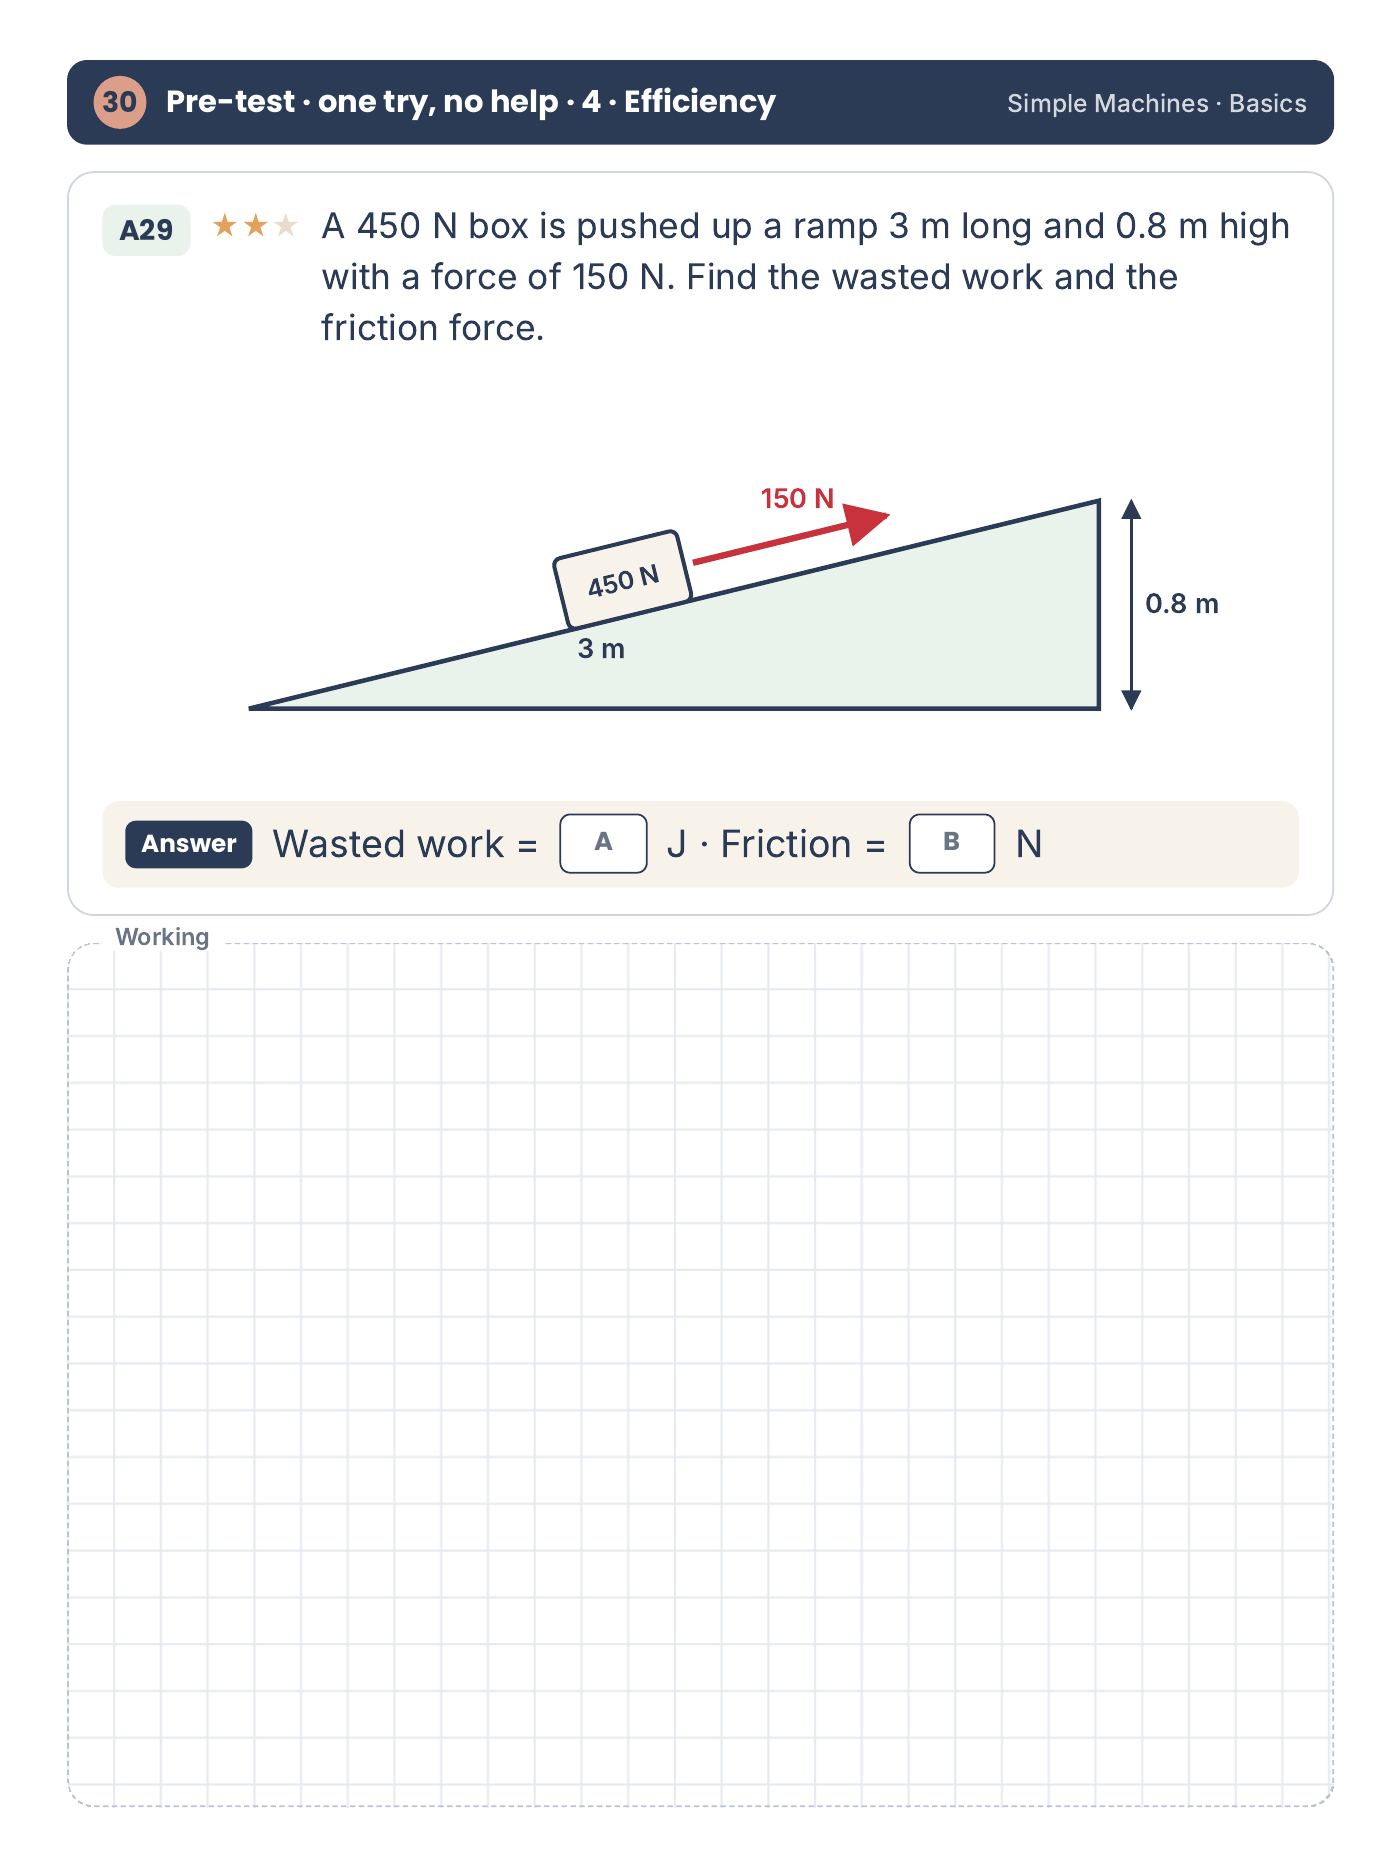 30 Pre-test · one try, no help · 4 · Efficiency
Simple Machines · Basics
A29 ★★★ A 450 N box is pushed up a ramp 3 m long and 0.8 m high
with a force of 150 N. Find the wasted work and the
friction force.
150 N
450 N
3 m
0.8 m
Answer Wasted work = A J · Friction = B N
Working